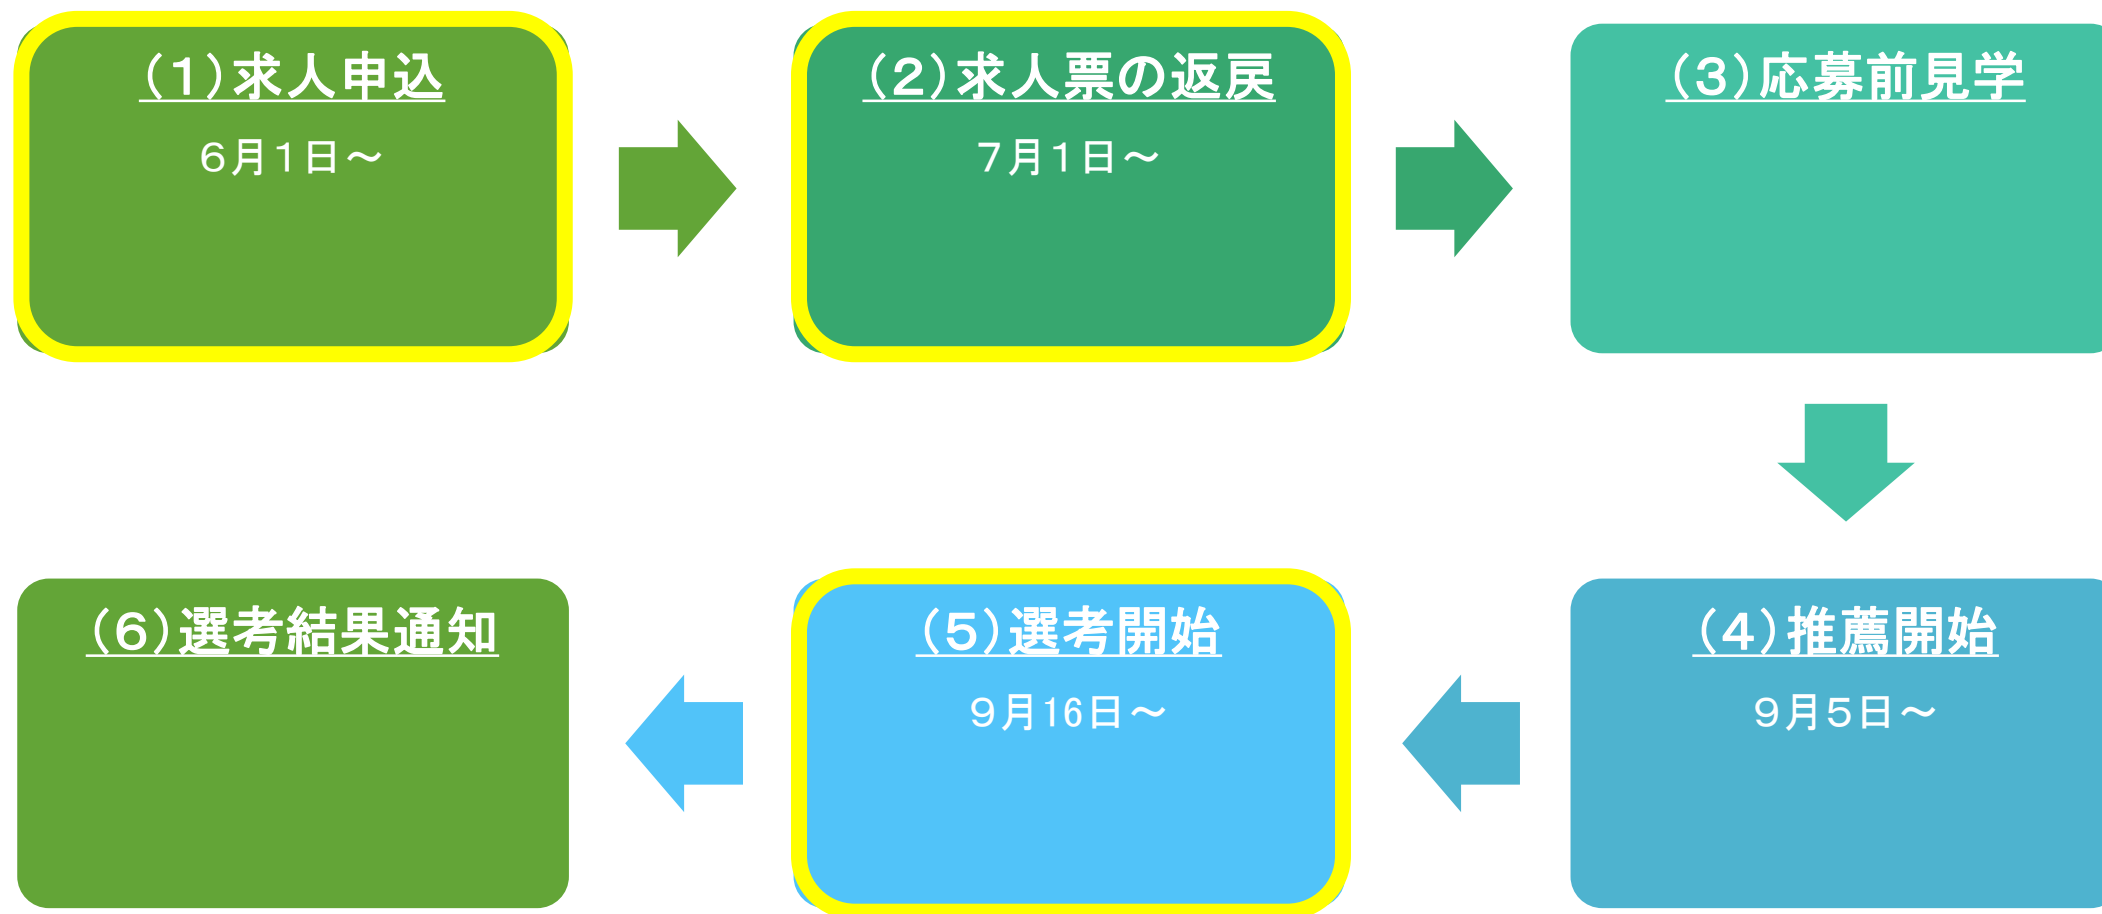 （１）求人申込
６月１日～
（２）求人票の返戻
７月１日～
（３）応募前見学
（４）推薦開始
９月５日～
（５）選考開始
９月16日～
（６）選考結果通知